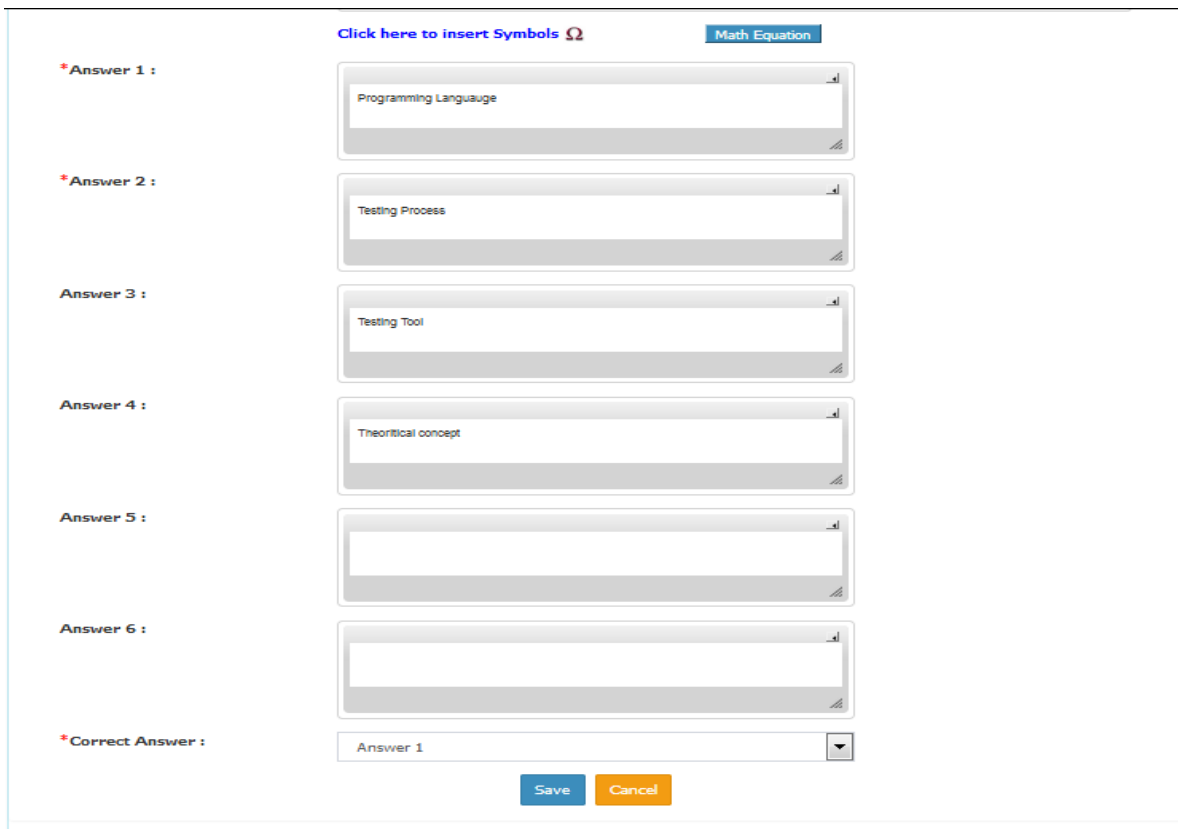 Click here to insert Symbols Ω Math Equation
*Answer 1 :
Programming Languauge
*Answer 2 :
Testing Process
Answer 3 :
Testing Tool
Answer 4 :
Theoritical concept
Answer 5 :
Answer 6 :
*Correct Answer :
Answer 1
Save Cancel